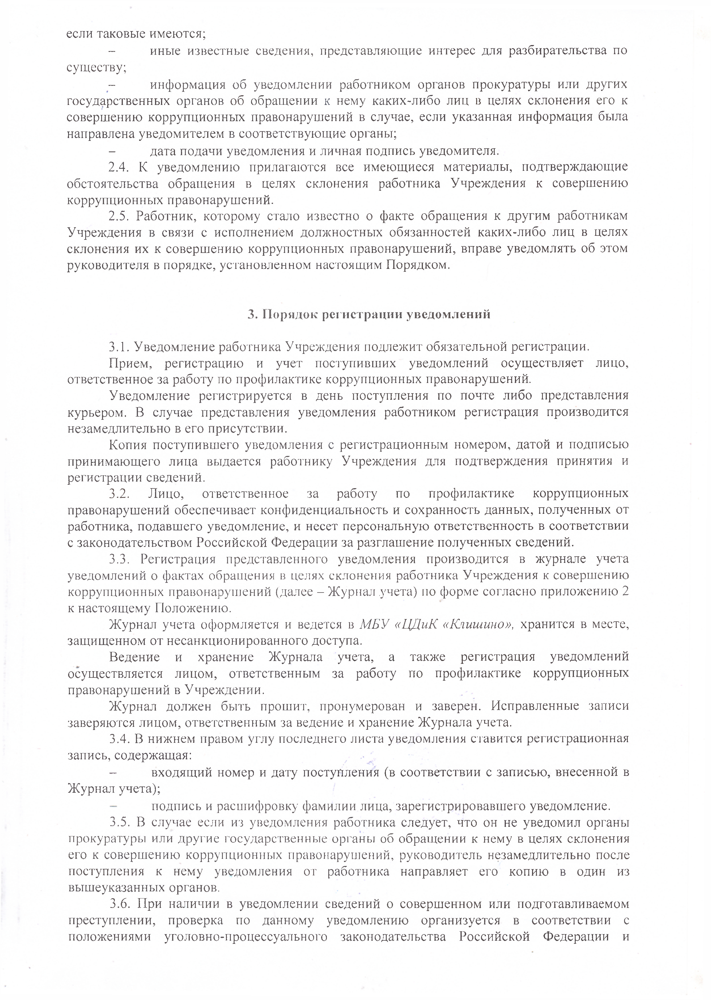 если таковые имеются;
– иные известные сведения, представляющие интерес для разбирательства по
существу;
– информация об уведомлении работником органов прокуратуры или других
государственных органов об обращении к нему каких-либо лиц в целях склонения его к
совершению коррупционных правонарушений в случае, если указанная информация была
направлена уведомителем в соответствующие органы;
– дата подачи уведомления и личная подпись уведомителя.
2.4. К уведомлению прилагаются все имеющиеся материалы, подтверждающие
обстоятельства обращения в целях склонения работника Учреждения к совершению
коррупционных правонарушений.
2.5. Работник, которому стало известно о факте обращения к другим работникам
Учреждения в связи с исполнением должностных обязанностей каких-либо лиц в целях
склонения их к совершению коррупционных правонарушений, вправе уведомлять об этом
руководителя в порядке, установленном настоящим Порядком.
3. Порядок регистрации уведомлений
3.1. Уведомление работника Учреждения подлежит обязательной регистрации.
Прием, регистрацию и учет поступивших уведомлений осуществляет лицо,
ответственное за работу по профилактике коррупционных правонарушений.
Уведомление регистрируется в день поступления по почте либо представления
курьером. В случае представления уведомления работником регистрация производится
незамедлительно в его присутствии.
Копия поступившего уведомления с регистрационным номером, датой и подписью
принимающего лица выдается работнику Учреждения для подтверждения принятия и
регистрации сведений.
3.2. Лицо, ответственное за работу по профилактике коррупционных
правонарушений обеспечивает конфиденциальность и сохранность данных, полученных от
работника, подавшего уведомление, и несет персональную ответственность в соответствии
с законодательством Российской Федерации за разглашение полученных сведений.
3.3. Регистрация представленного уведомления производится в журнале учета
уведомлений о фактах обращения в целях склонения работника Учреждения к совершению
коррупционных правонарушений (далее – Журнал учета) по форме согласно приложению 2
к настоящему Положению.
Журнал учета оформляется и ведется в МБУ «ЦДиК «Клишино», хранится в месте,
защищенном от несанкционированного доступа.
Ведение и хранение Журнала учета, а также регистрация уведомлений
осуществляется лицом, ответственным за работу по профилактике коррупционных
правонарушений в Учреждении.
Журнал должен быть прошит, пронумерован и заверен. Исправленные записи
заверяются лицом, ответственным за ведение и хранение Журнала учета.
3.4. В нижнем правом углу последнего листа уведомления ставится регистрационная
запись, содержащая:
– входящий номер и дату поступления (в соответствии с записью, внесенной в
Журнал учета);
– подпись и расшифровку фамилии лица, зарегистрировавшего уведомление.
3.5. В случае если из уведомления работника следует, что он не уведомил органы
прокуратуры или другие государственные органы об обращении к нему в целях склонения
его к совершению коррупционных правонарушений, руководитель незамедлительно после
поступления к нему уведомления от работника направляет его копию в один из
вышеуказанных органов.
3.6. При наличии в уведомлении сведений о совершенном или подготавливаемом
преступлении, проверка по данному уведомлению организуется в соответствии с
положениями уголовно-процессуального законодательства Российской Федерации и